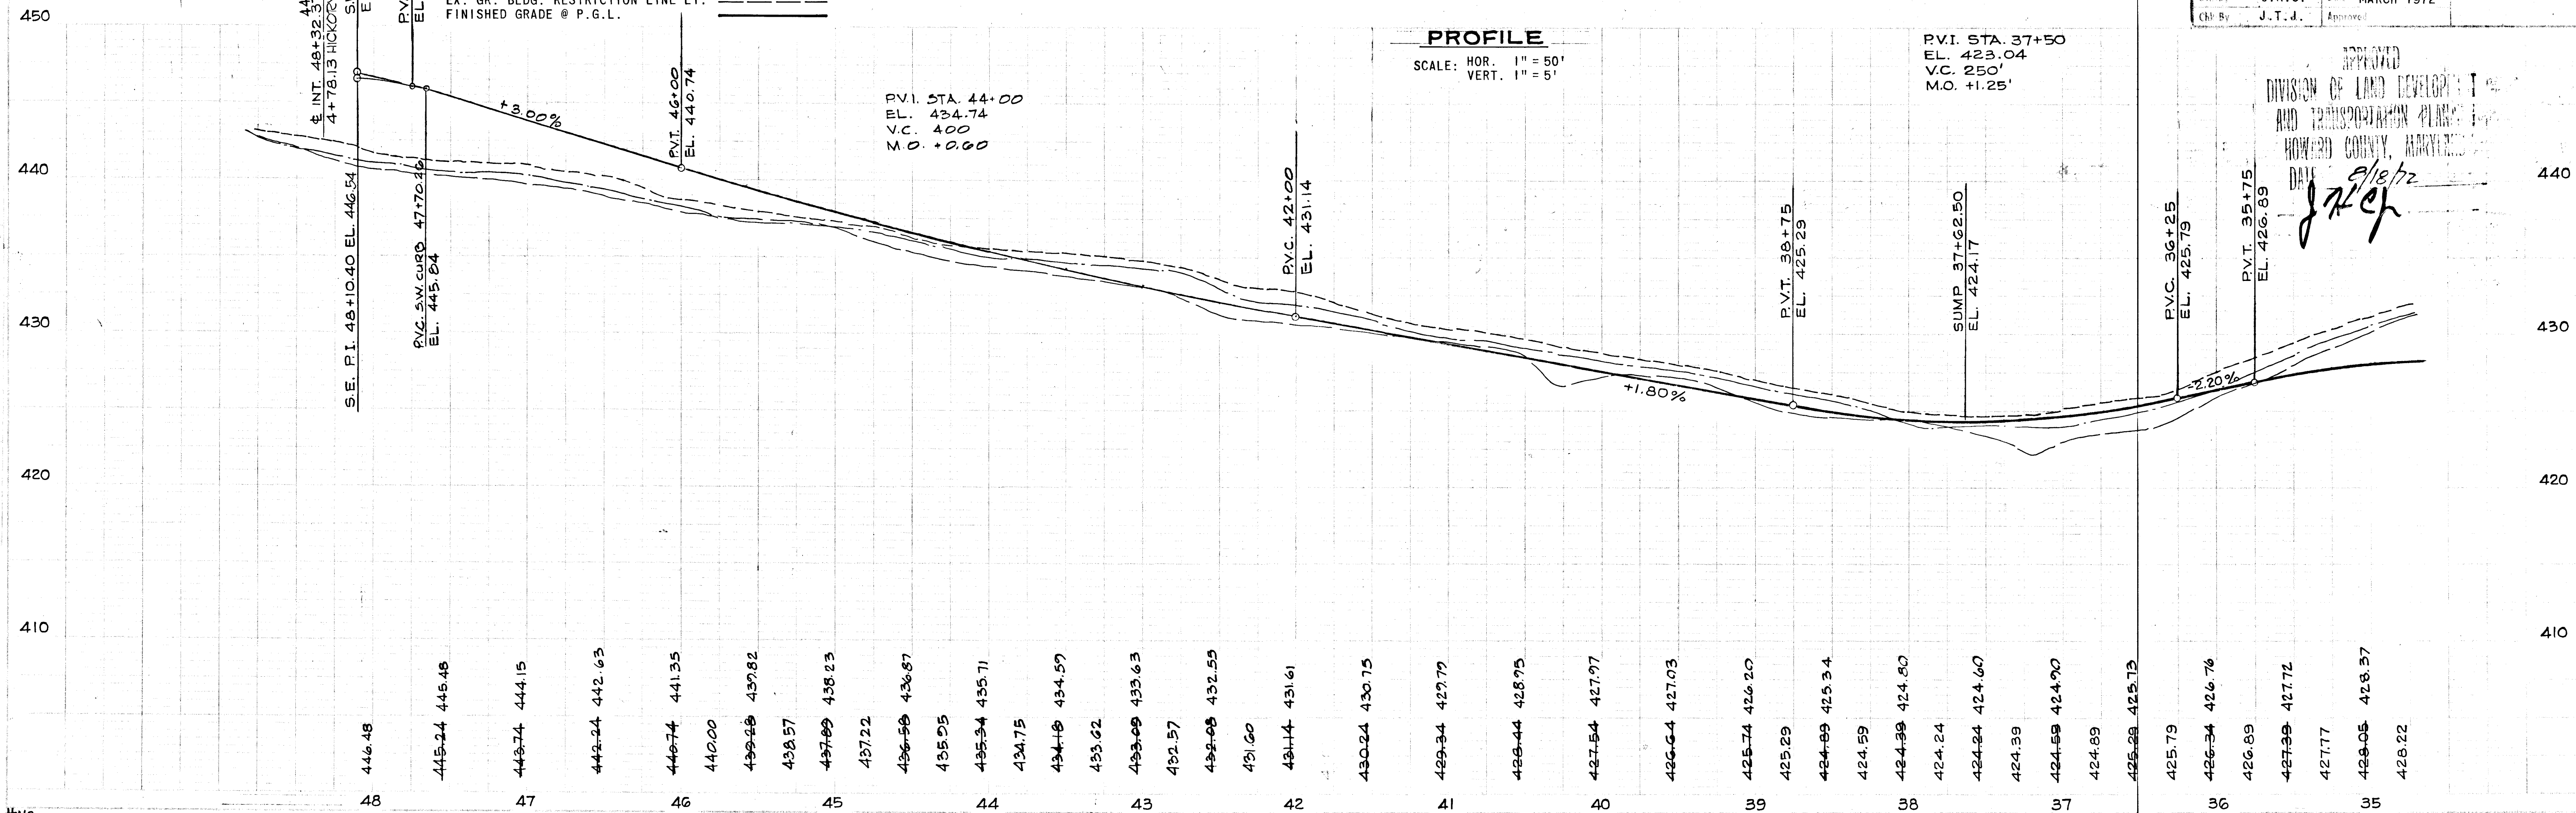 450
FINISHED GRADE @ P.G.L.
EX. GR. BLDG. RESTRICTION LINE LT.
J.T.J.
MARCH 1972
Chk By
Approved
PROFILE
SCALE: HOR. 1" = 50'
VERT. 1" = 5'
P.V.I. STA. 37+50
EL. 423.04
V.C. 250'
M.O. +1.25'
APPROVED
DIVISION OF LAND
AND TRANSPORTATION
HOWARD COUNTY,
DATE 8/18/72
℄ INT. 48+32.3
4+78.13 HICKOR
+3.00%
P.V.T. 46+00
EL. 440.74
P.V.I. STA. 44+00
EL. 434.74
V.C. 400
M.O. +0.60
440
440
S.E. P.I. 48+10.40 EL. 446.54
P.V.C. S.W. CURB 47+70.26
EL. 445.84
P.V.C. 42+00
EL. 431.14
P.V.T. 38+75
EL. 425.29
SUMP 37+62.50
EL. 424.17
P.V.C. 36+25
EL. 425.79
P.V.T. 35+75
EL. 426.89
430
430
+1.80%
-2.20%
420
420
410
410
445.48
444.15
442.63
441.35
439.82
438.23
436.87
435.71
434.59
433.63
432.55
431.61
430.75
429.79
428.95
427.97
427.03
426.20
425.34
424.80
424.60
424.90
425.73
426.76
427.72
428.37
446.48
445.24
443.74
442.24
440.74
440.00
439.28
438.57
437.89
437.22
436.58
435.95
435.34
434.75
434.18
433.62
433.09
432.57
432.08
431.60
431.14
430.24
429.34
428.44
427.54
426.64
425.74
425.29
424.89
424.59
424.39
424.24
424.24
424.39
424.59
424.89
425.29
425.79
426.34
426.89
427.39
427.77
428.05
428.22
48
47
46
45
44
43
42
41
40
39
38
37
36
35